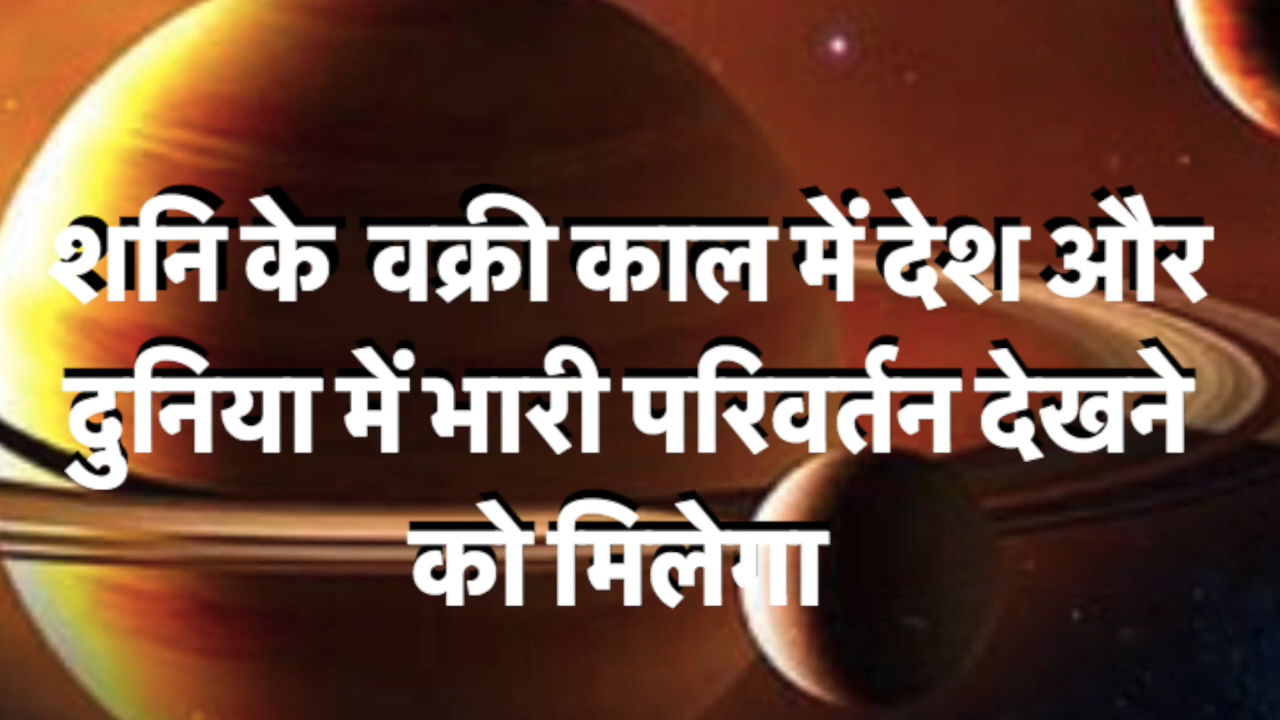 शनि के वक्री काल में देश और
दुनिया में भारी परिवर्तन देखने
को मिलेगा